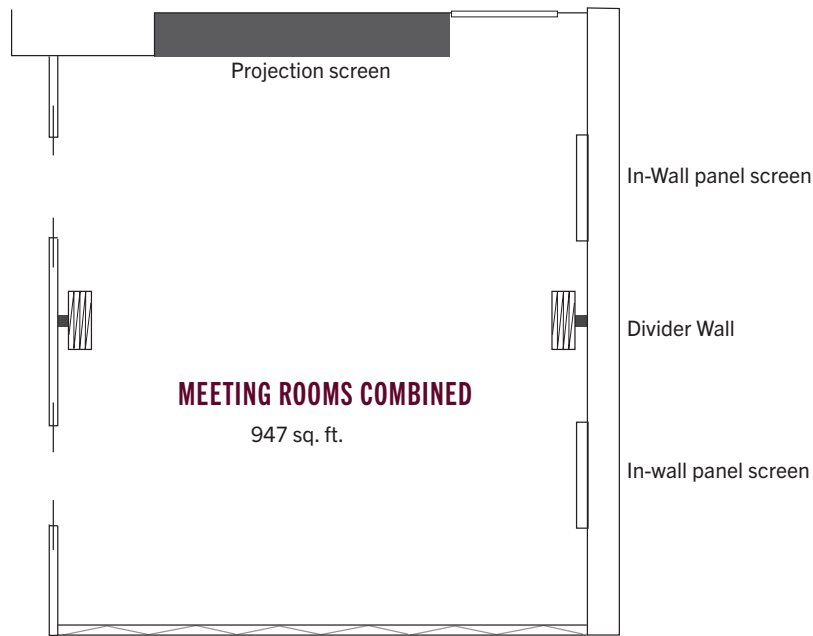 Projection screen
In-Wall panel screen
Divider Wall
MEETING ROOMS COMBINED
947 sq. ft.
In-wall panel screen